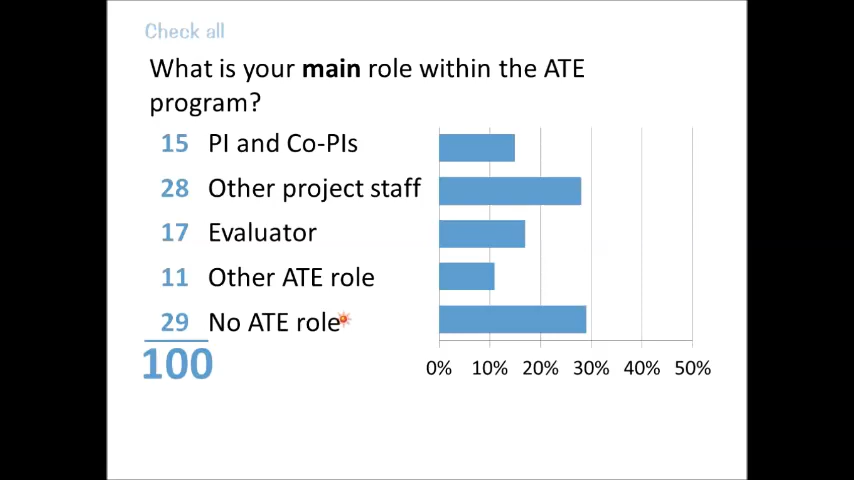 Check all
What is your main role within the ATE
program?
15 PI and Co-PIs
28 Other project staff
17 Evaluator
11 Other ATE role
29 No ATE role
100
0% 10% 20% 30% 40% 50%